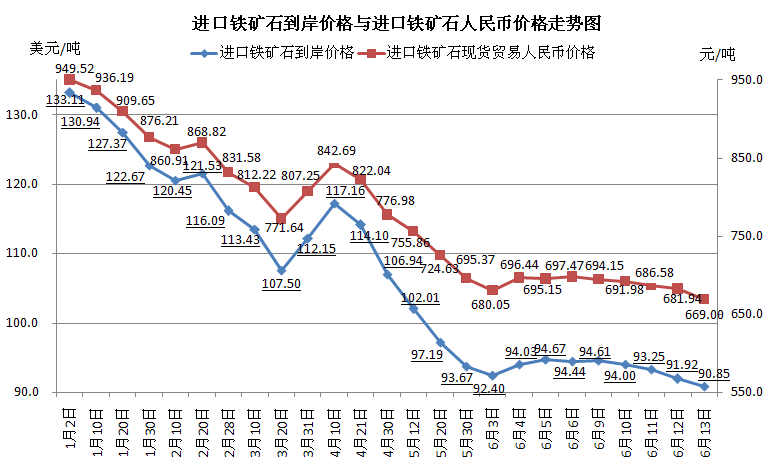 进口铁矿石到岸价格与进口铁矿石人民币价格走势图
美元/吨
元/吨
进口铁矿石到岸价格 进口铁矿石现货贸易人民币价格
949.52
936.19
909.65
876.21
860.91
868.82
831.58
812.22
771.64
807.25
842.69
822.04
776.98
755.86
724.63
695.37
680.05
696.44
695.15
697.47
694.15
691.98
686.58
681.94
669.00
133.11
130.94
127.37
122.67
120.45
121.53
116.09
113.43
107.50
112.15
117.16
114.10
106.94
102.01
97.19
93.67
92.40
94.03
94.67
94.44
94.61
94.00
93.25
91.92
90.85
130.0
120.0
110.0
100.0
90.0
950.0
850.0
750.0
650.0
550.0
1月2日
1月10日
1月20日
1月30日
2月10日
2月20日
2月28日
3月10日
3月20日
3月31日
4月10日
4月21日
4月30日
5月12日
5月20日
5月30日
6月3日
6月4日
6月5日
6月6日
6月9日
6月10日
6月11日
6月12日
6月13日